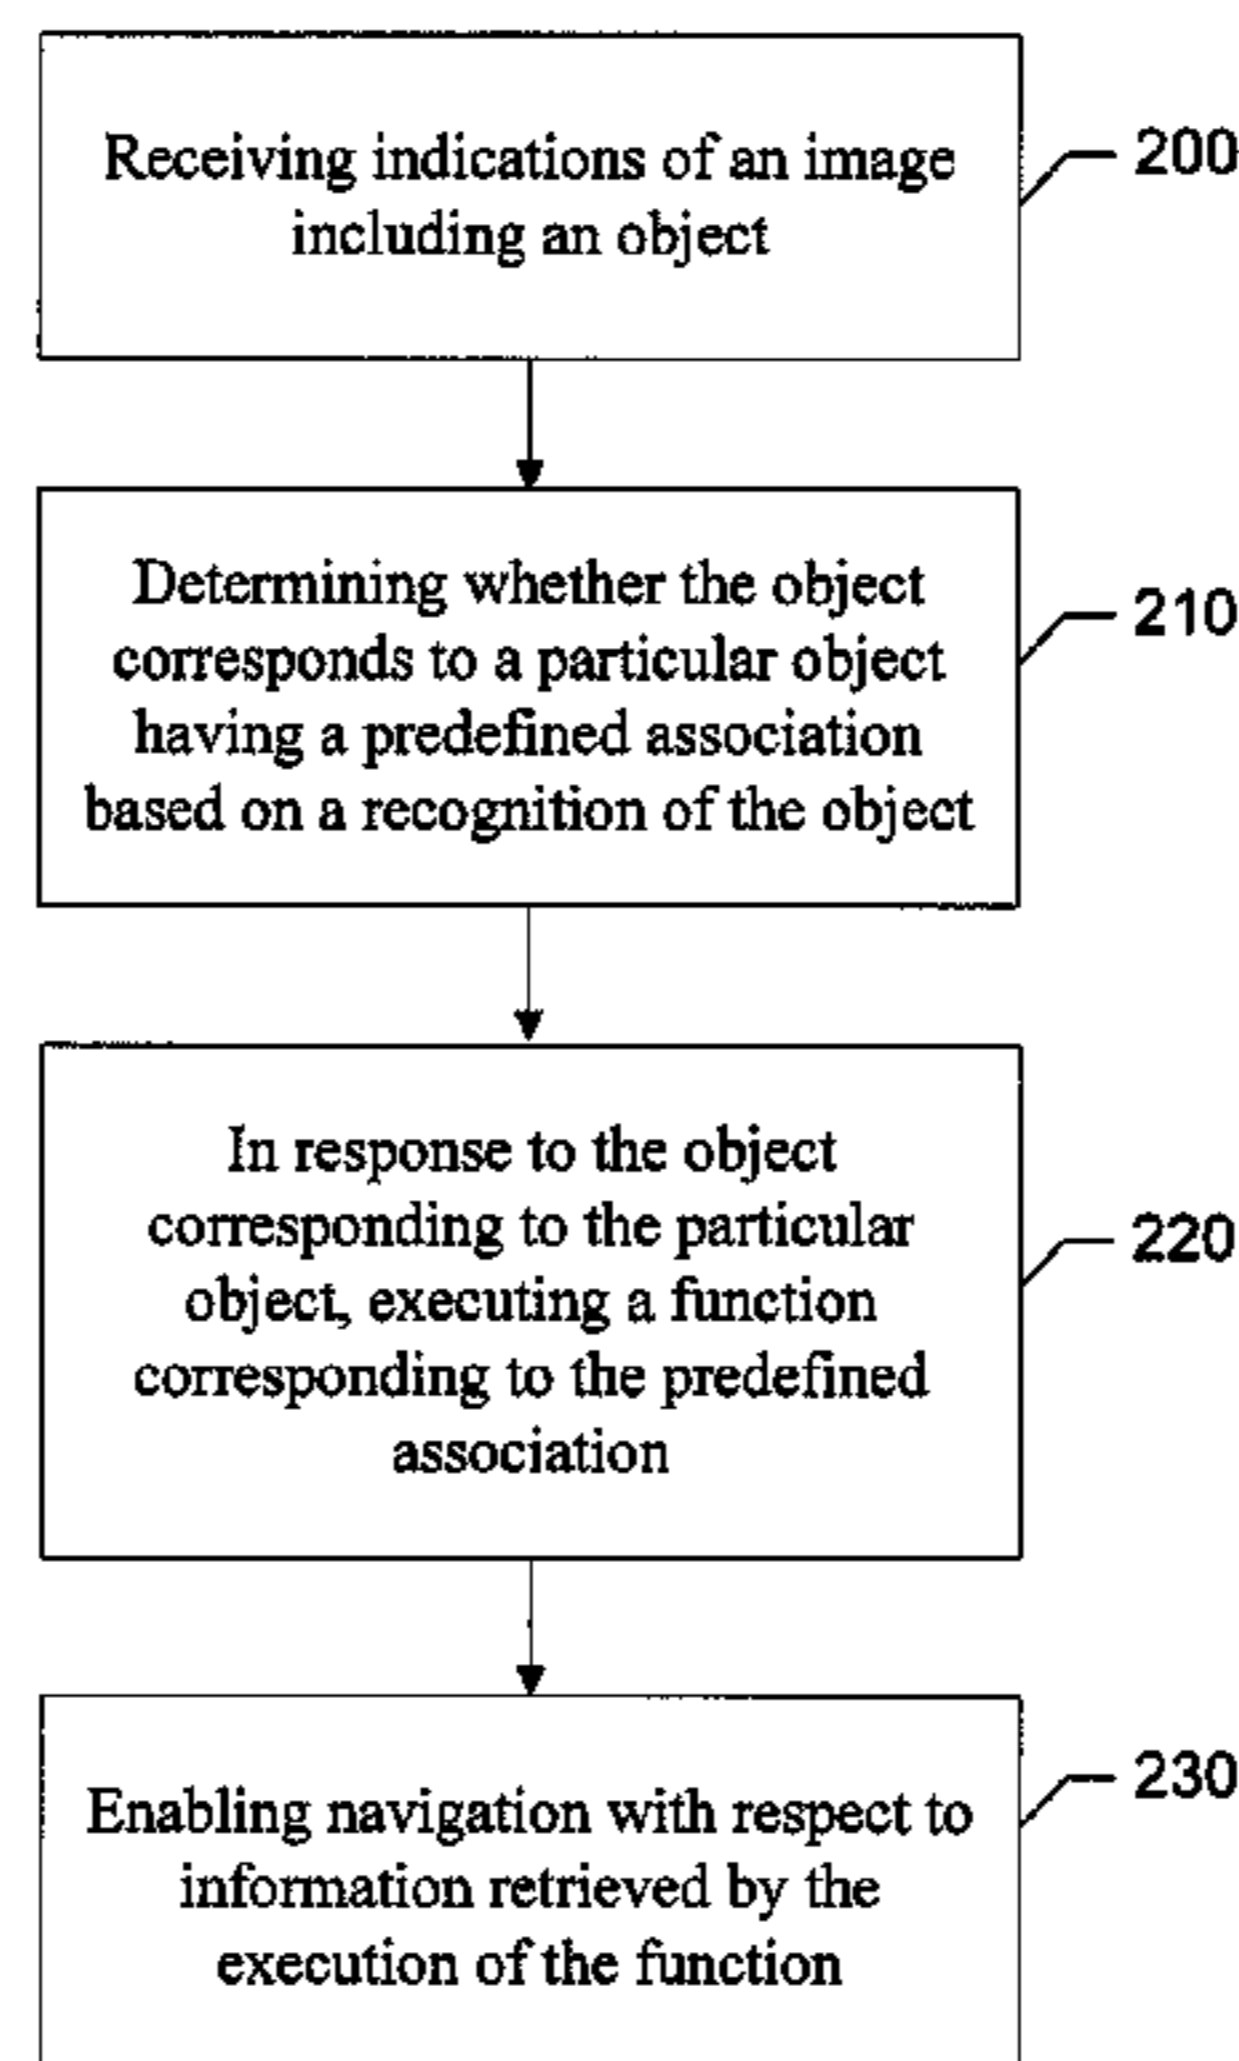 Receiving indications of an image
including an object
200
Determining whether the object
corresponds to a particular object
having a predefined association
based on a recognition of the object
210
In response to the object
corresponding to the particular
object, executing a function
corresponding to the predefined
association
220
Enabling navigation with respect to
information retrieved by the
execution of the function
230